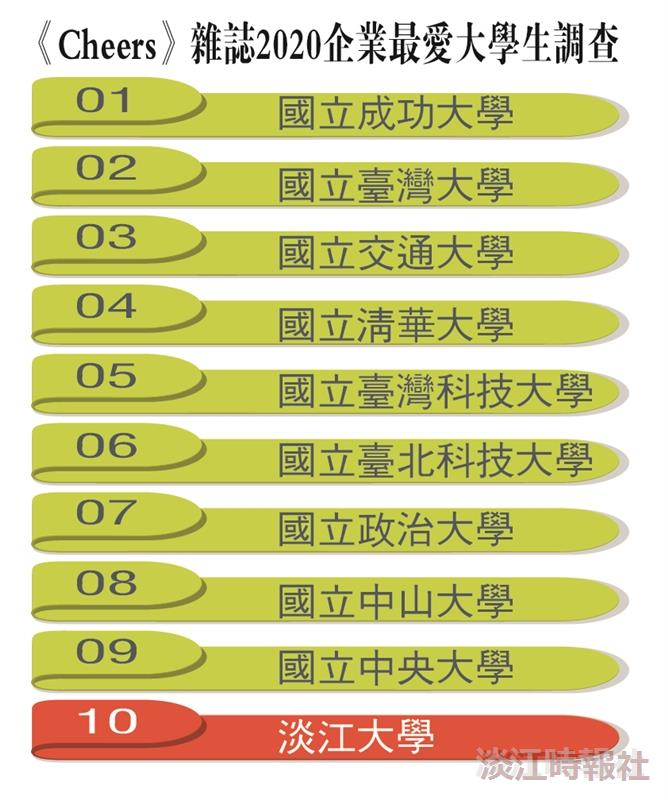 《Cheers》雜誌2020企業最愛大學生調查
01 國立成功大學
02 國立臺灣大學
03 國立交通大學
04 國立清華大學
05 國立臺灣科技大學
06 國立臺北科技大學
07 國立政治大學
08 國立中山大學
09 國立中央大學
10 淡江大學
淡江時報社